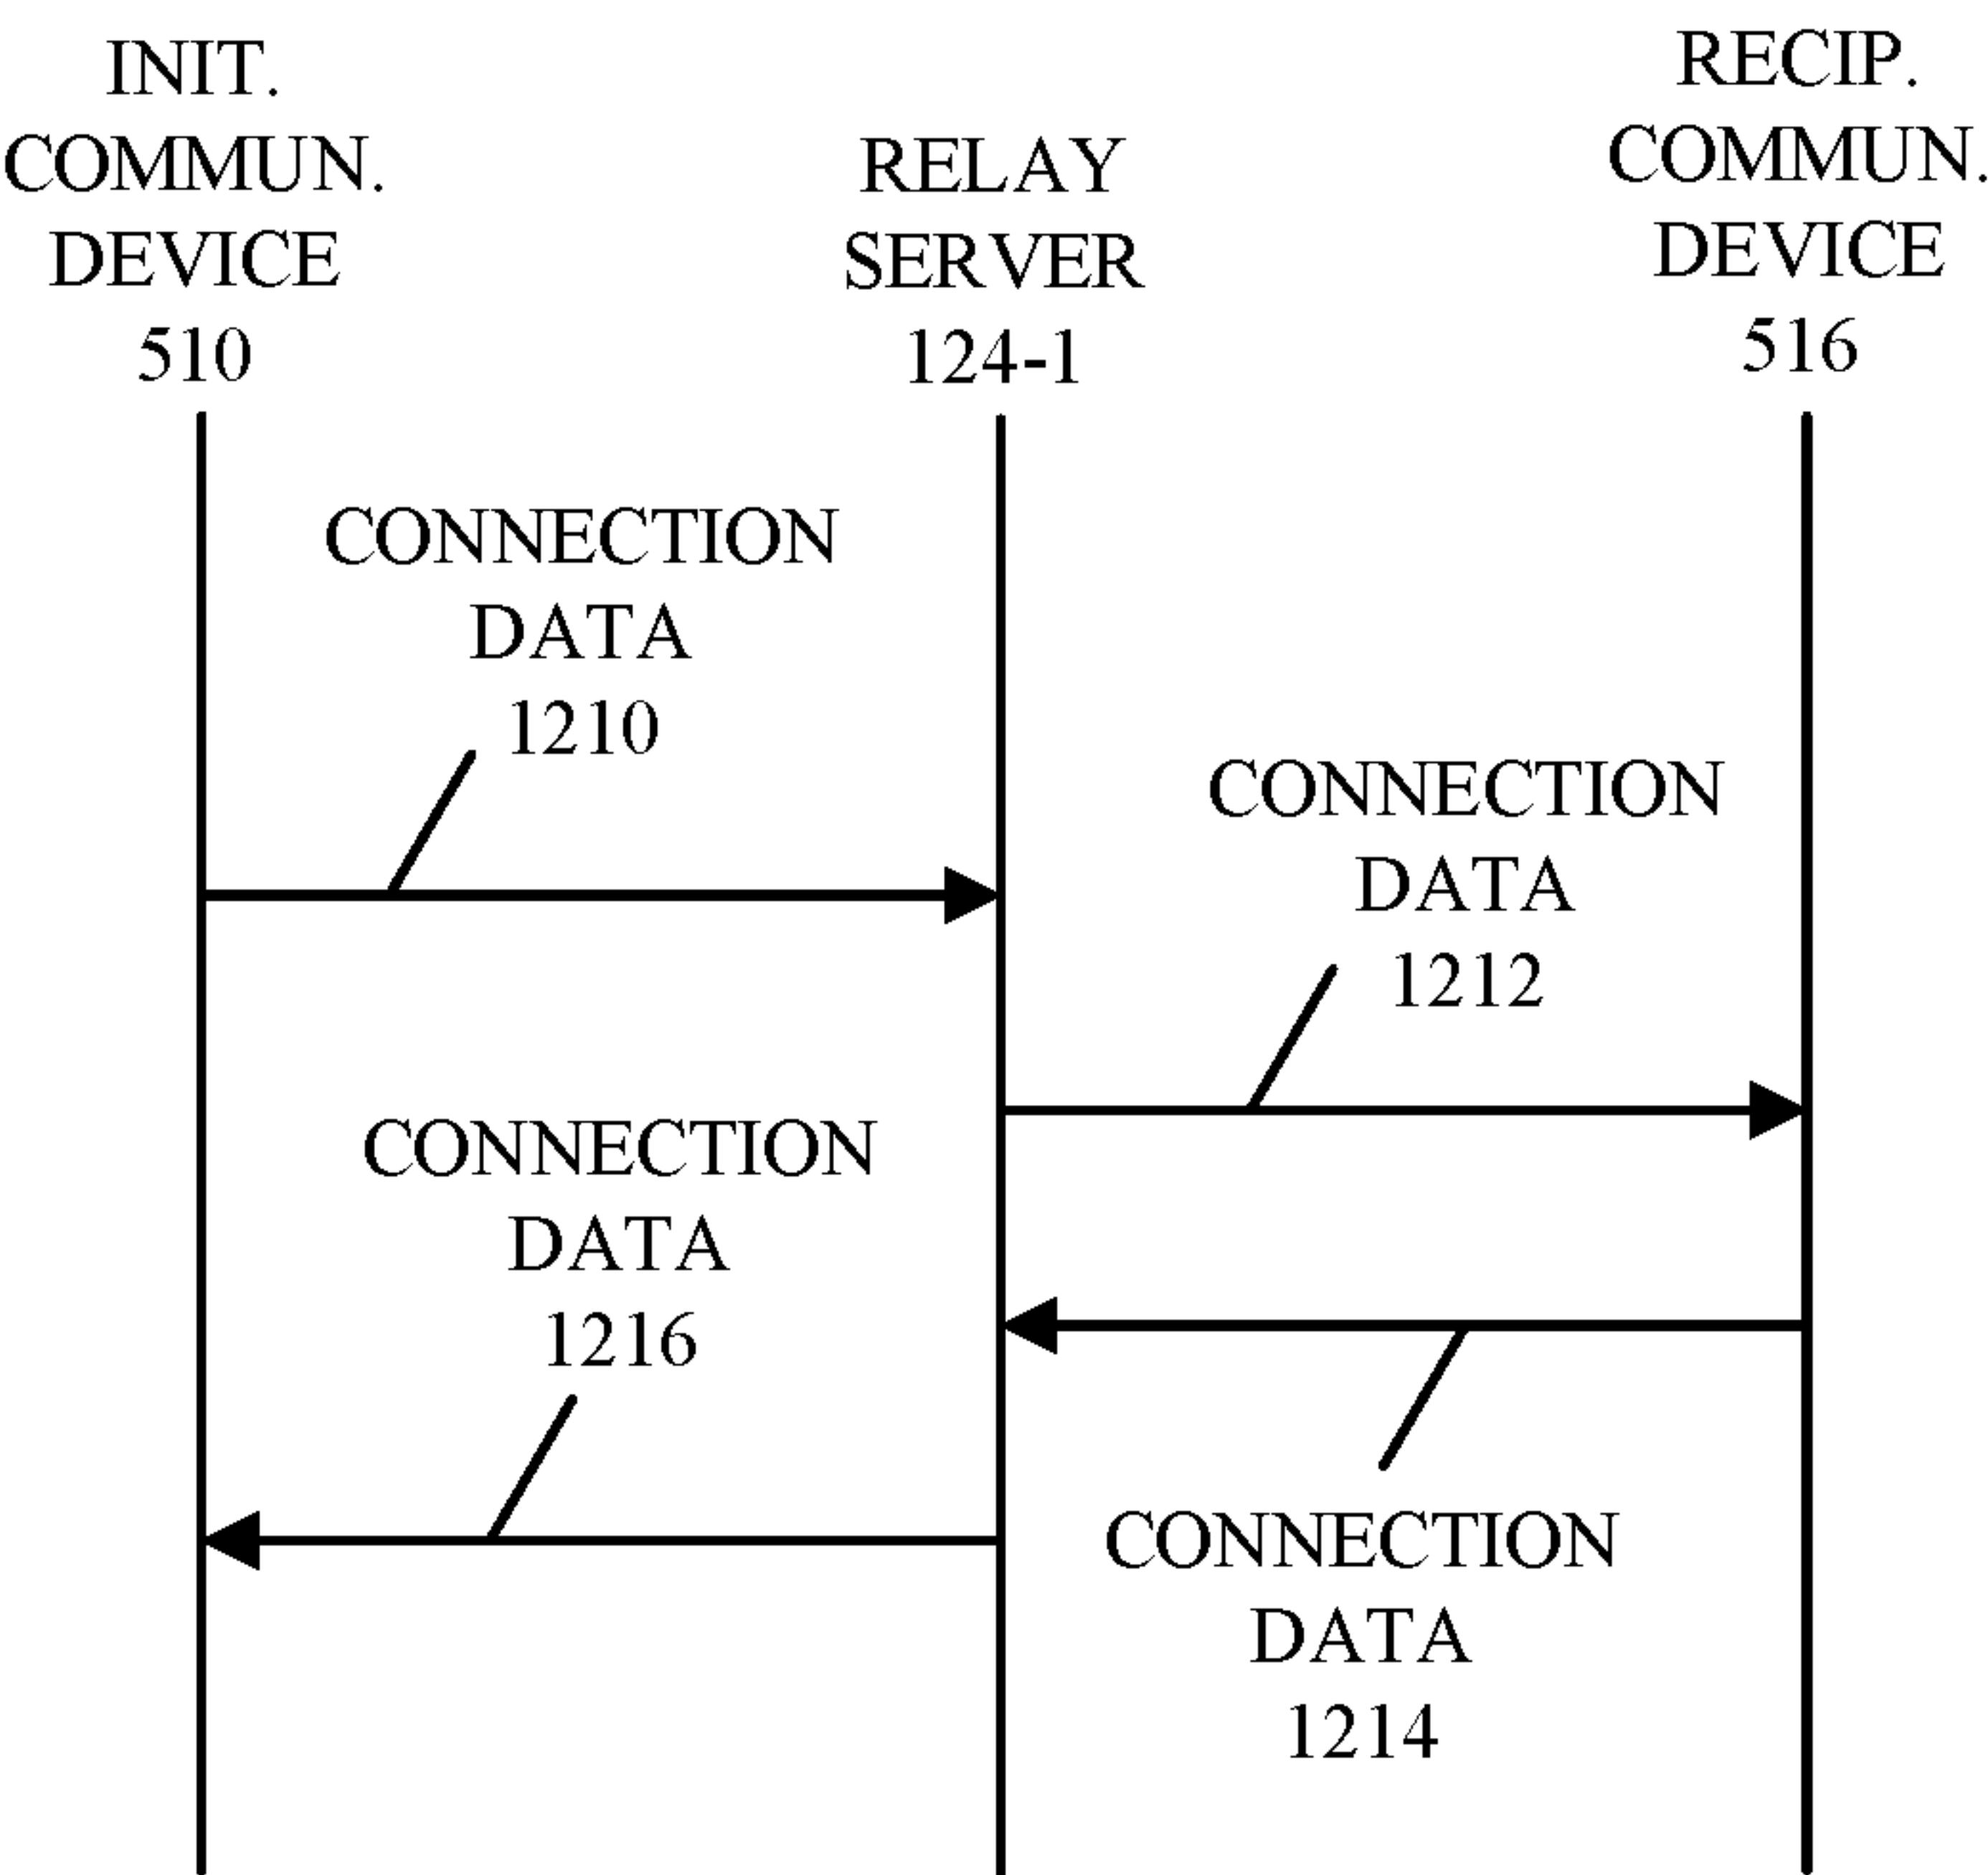 INIT.
COMMUN.
DEVICE
510
RELAY
SERVER
124-1
RECIP.
COMMUN.
DEVICE
516
CONNECTION
DATA
1210
CONNECTION
DATA
1212
CONNECTION
DATA
1216
CONNECTION
DATA
1214